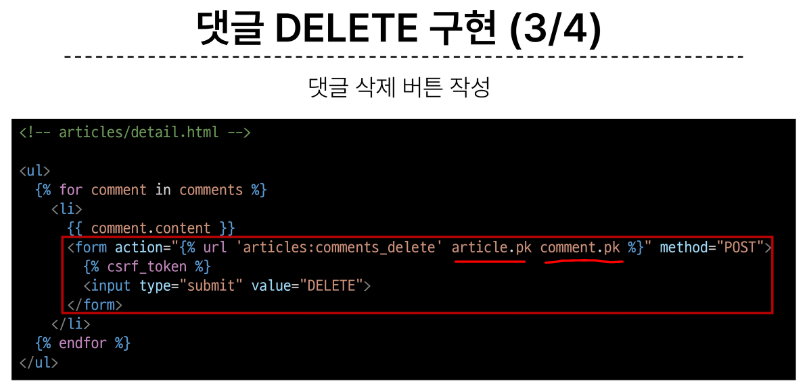 댓글 DELETE 구현 (3/4)
댓글 삭제 버튼 작성
<!-- articles/detail.html -->
<ul>
{% for comment in comments %}
<li>
{{ comment.content }}
<form action="{% url 'articles:comments_delete' article.pk comment.pk %}" method="POST">
{% csrf_token %}
<input type="submit" value="DELETE">
</form>
</li>
{% endfor %}
</ul>